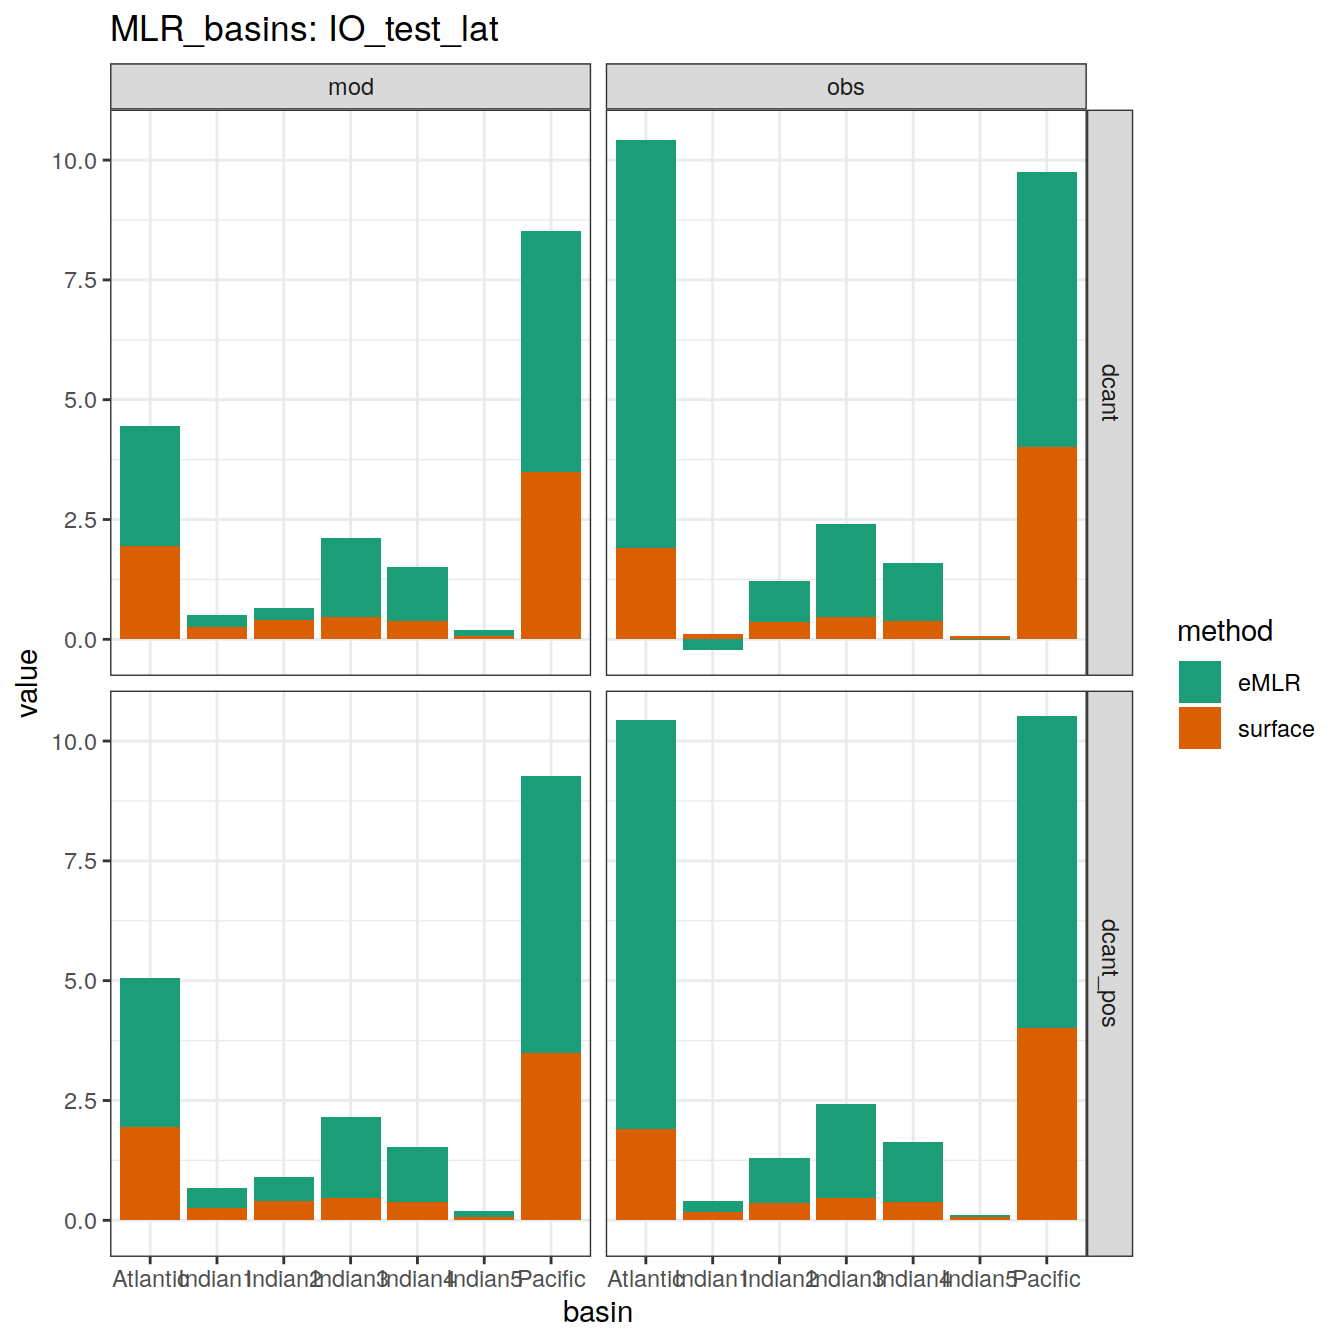 MLR_basins: IO_test_lat
mod
obs
10.0
7.5
5.0
2.5
0.0
dcant
10.0
7.5
5.0
2.5
0.0
dcant_pos
value
Atlantic Indian1 Indian2 Indian3 Indian4 Indian5 Pacific
Atlantic Indian1 Indian2 Indian3 Indian4 Indian5 Pacific
basin
method
eMLR
surface